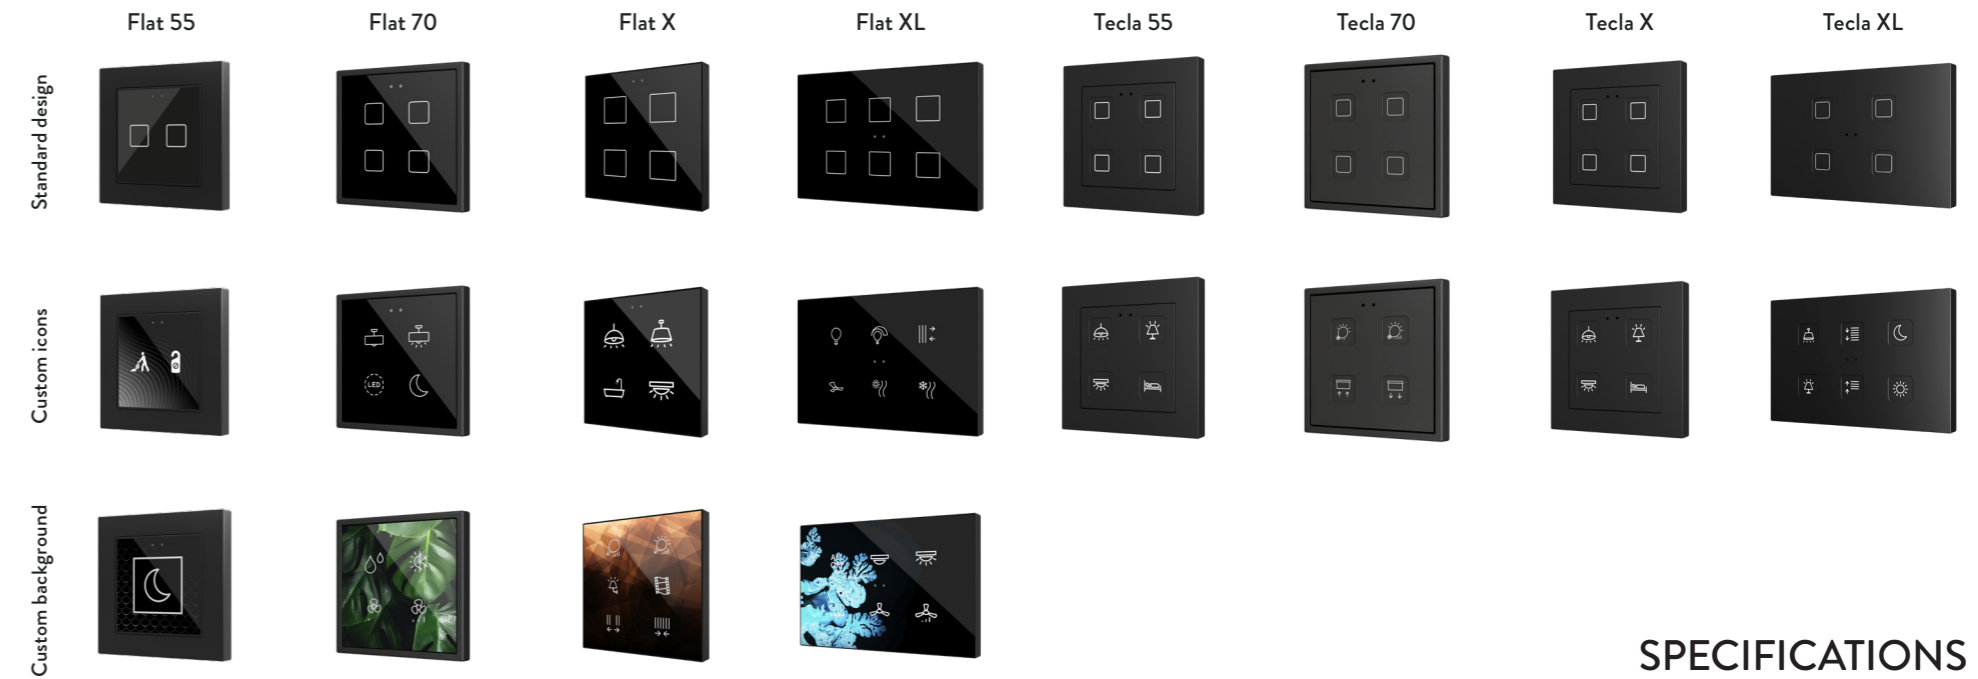 Flat 55 Flat 70 Flat X Flat XL Tecla 55 Tecla 70 Tecla X Tecla XL
Standard design
Custom icons
LED
Custom background
SPECIFICATIONS